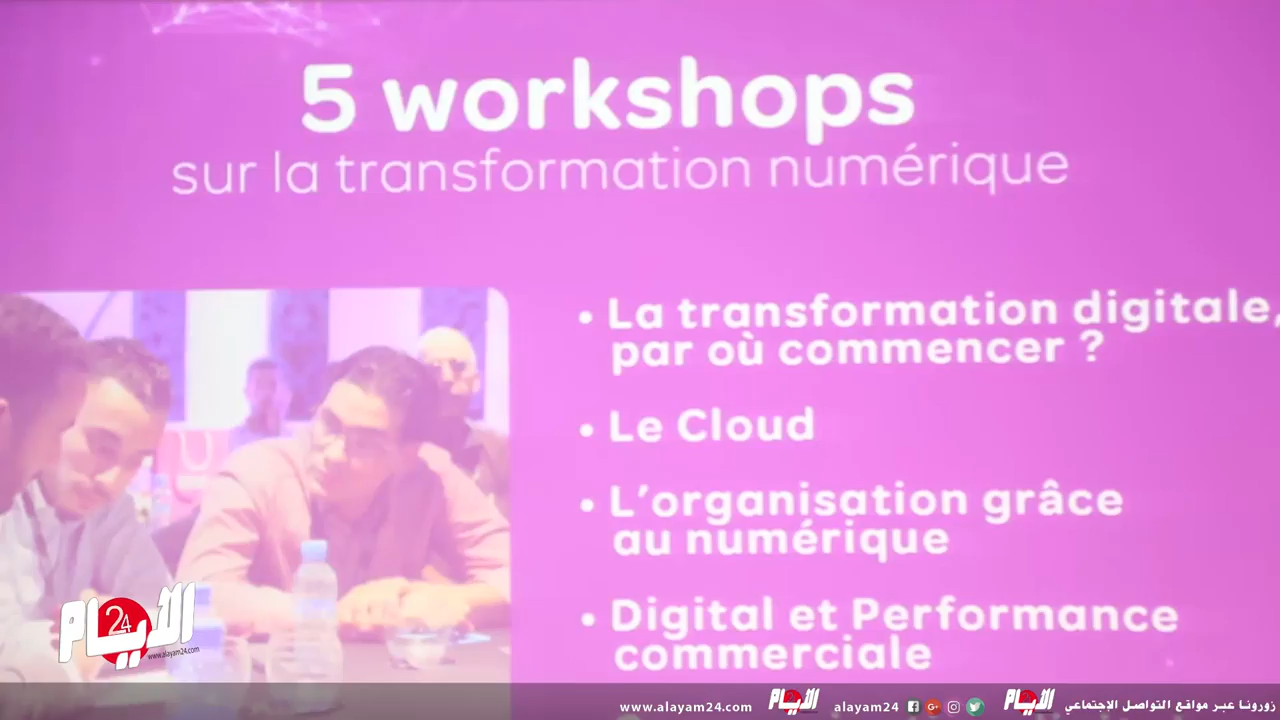 5 workshops
sur la transformation numérique
• La transformation digitale,
par où commencer ?
• Le Cloud
• L'organisation grâce
au numérique
• Digital et Performance
commerciale
الأيام 24
www.alayam24.com
www.alayam24.com الأيام 24 alayam24 الأيام 24 زورونا عبر مواقع التواصل الإجتماعي